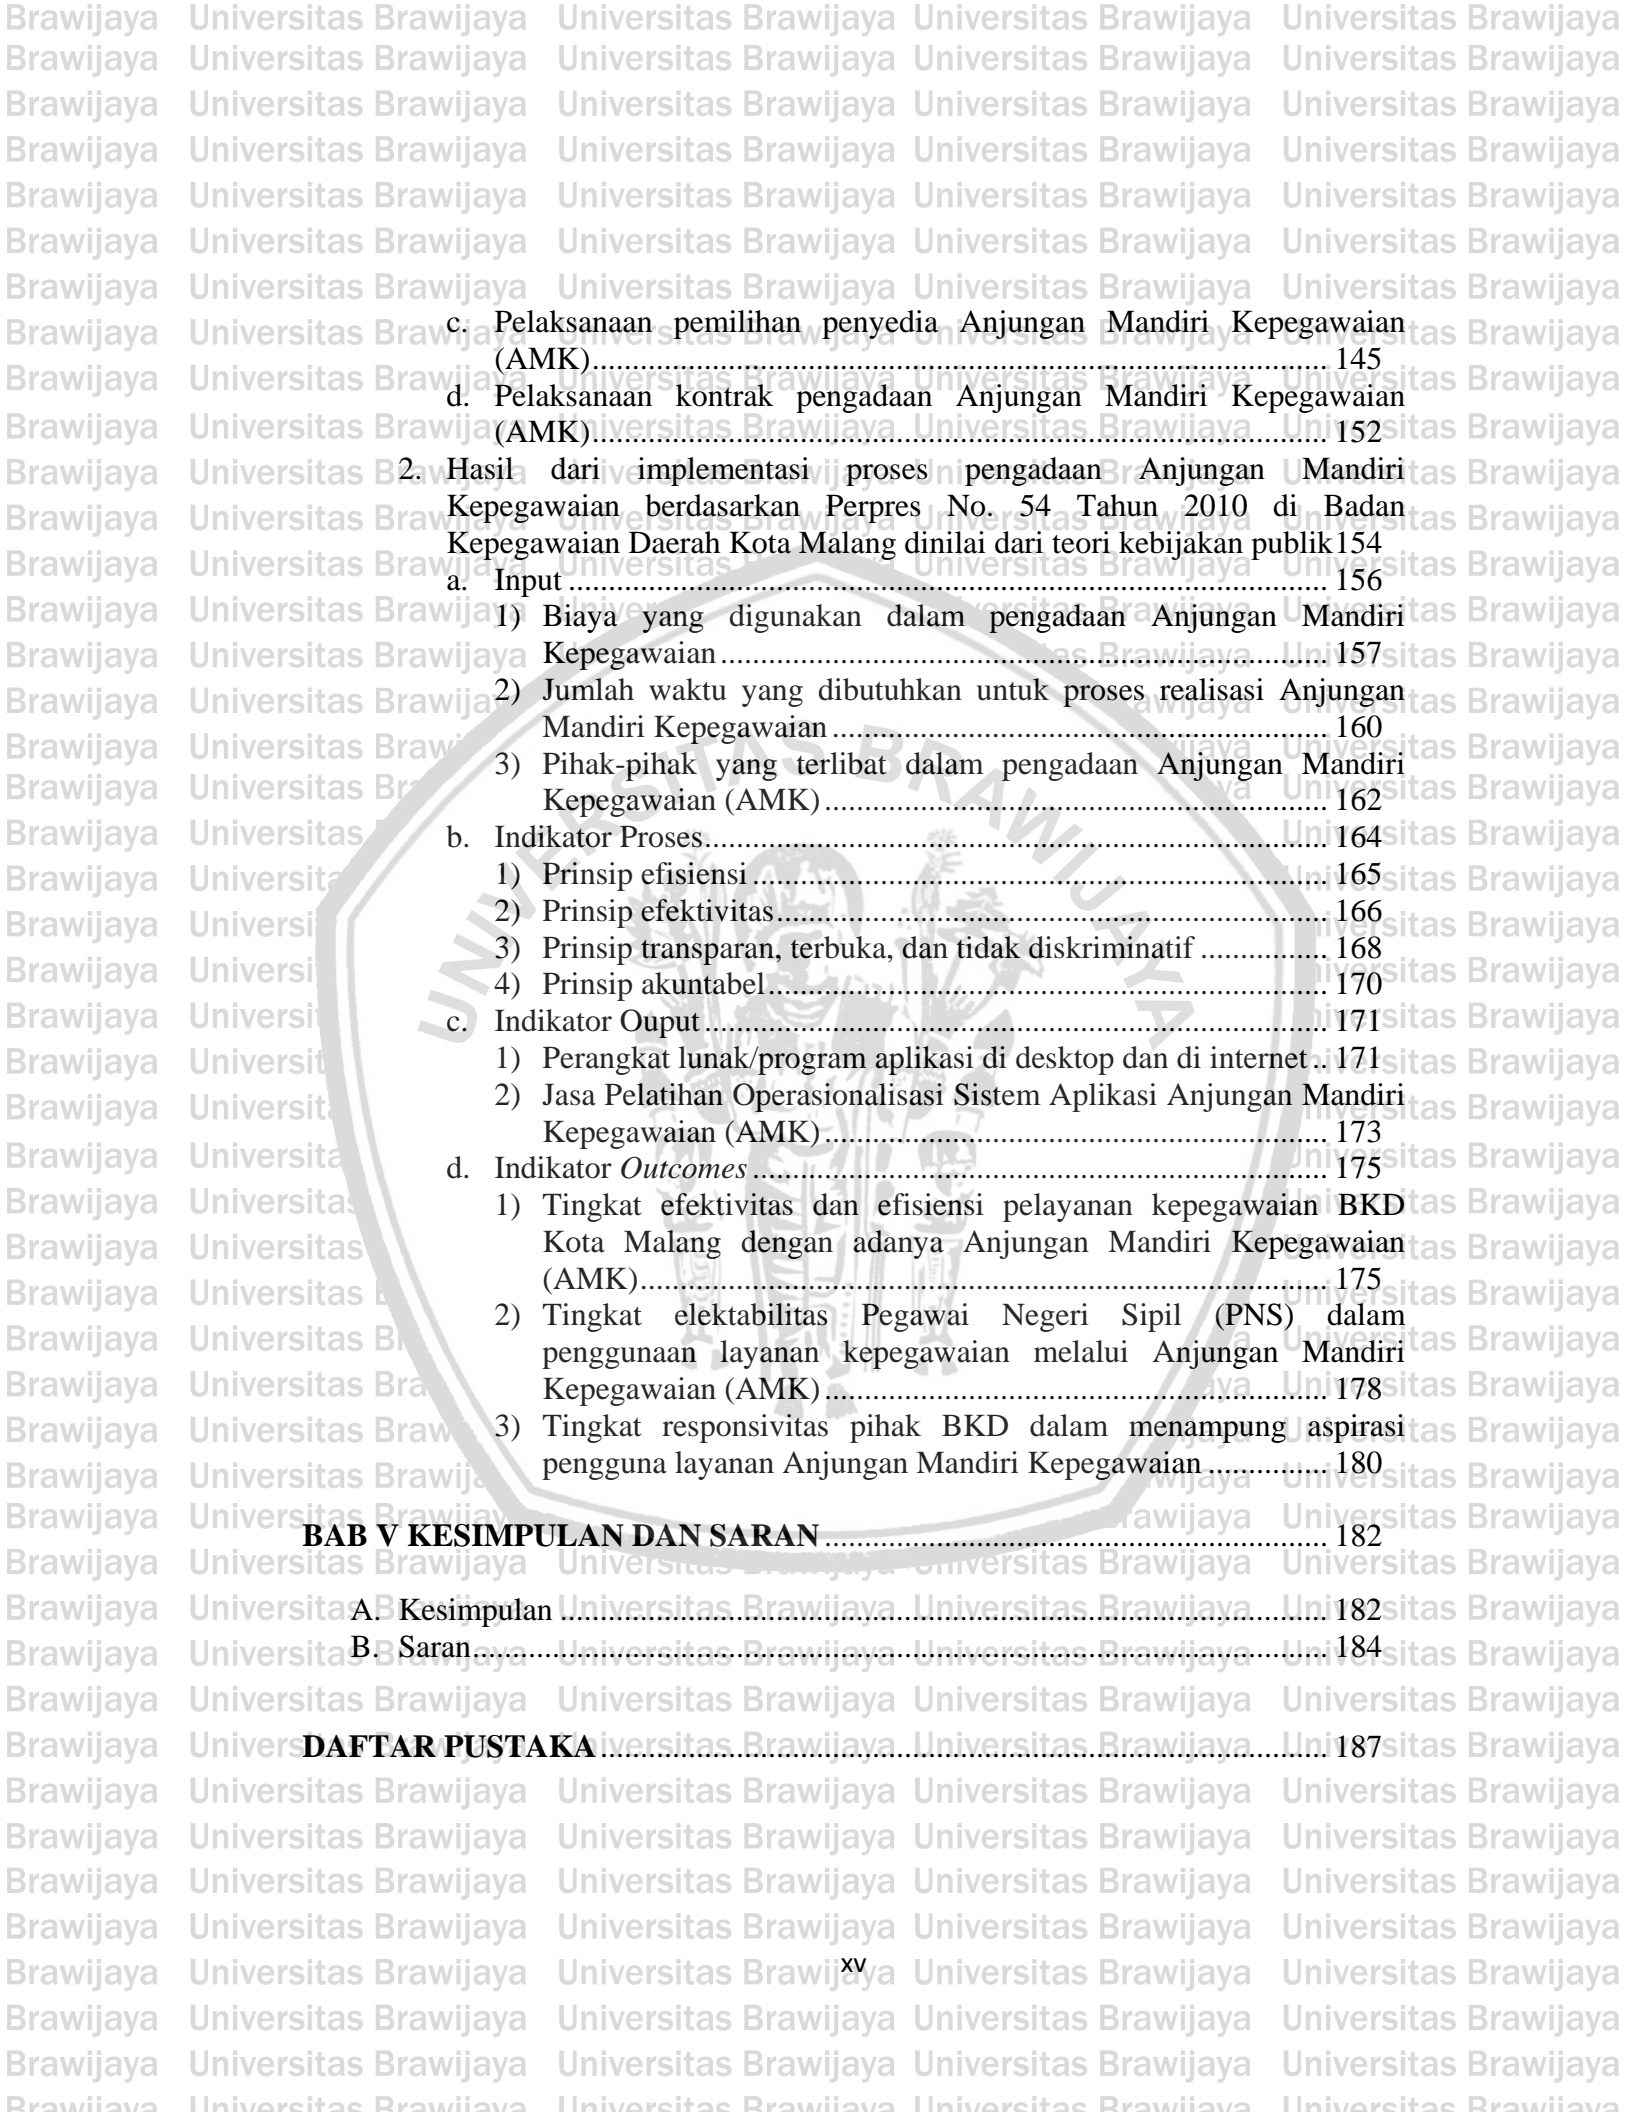 c. Pelaksanaan pemilihan penyedia Anjungan Mandiri Kepegawaian
(AMK) 145
d. Pelaksanaan kontrak pengadaan Anjungan Mandiri Kepegawaian
(AMK) 152
2. Hasil dari implementasi proses pengadaan Anjungan Mandiri
Kepegawaian berdasarkan Perpres No. 54 Tahun 2010 di Badan
Kepegawaian Daerah Kota Malang dinilai dari teori kebijakan publik154
a. Input 156
1) Biaya yang digunakan dalam pengadaan Anjungan Mandiri
Kepegawaian 157
2) Jumlah waktu yang dibutuhkan untuk proses realisasi Anjungan
Mandiri Kepegawaian 160
3) Pihak-pihak yang terlibat dalam pengadaan Anjungan Mandiri
Kepegawaian (AMK) 162
b. Indikator Proses 164
1) Prinsip efisiensi 165
2) Prinsip efektivitas 166
3) Prinsip transparan, terbuka, dan tidak diskriminatif 168
4) Prinsip akuntabel 170
c. Indikator Ouput 171
1) Perangkat lunak/program aplikasi di desktop dan di internet 171
2) Jasa Pelatihan Operasionalisasi Sistem Aplikasi Anjungan Mandiri
Kepegawaian (AMK) 173
d. Indikator Outcomes 175
1) Tingkat efektivitas dan efisiensi pelayanan kepegawaian BKD
Kota Malang dengan adanya Anjungan Mandiri Kepegawaian
(AMK) 175
2) Tingkat elektabilitas Pegawai Negeri Sipil (PNS) dalam
penggunaan layanan kepegawaian melalui Anjungan Mandiri
Kepegawaian (AMK) 178
3) Tingkat responsivitas pihak BKD dalam menampung aspirasi
pengguna layanan Anjungan Mandiri Kepegawaian 180
BAB V KESIMPULAN DAN SARAN 182
A. Kesimpulan 182
B. Saran 184
DAFTAR PUSTAKA 187
xv
UNIVERSITAS BRAWIJAYA